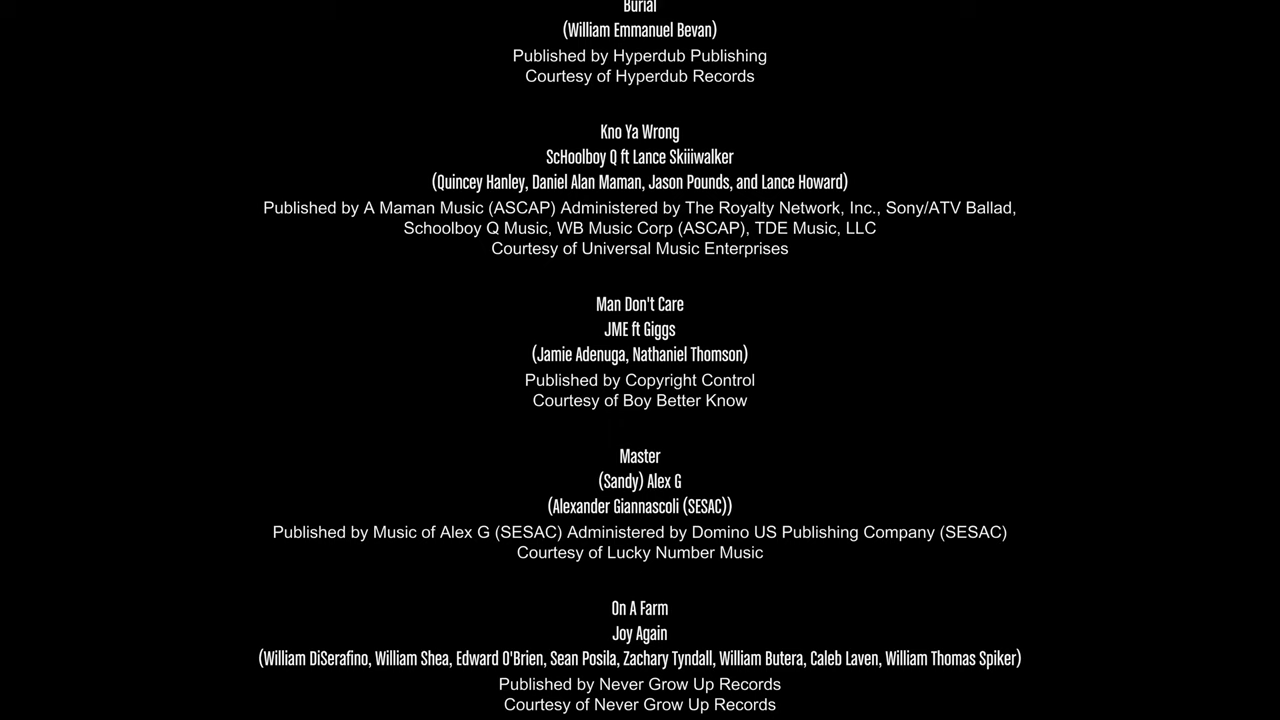 Burial
(William Emmanuel Bevan)
Published by Hyperdub Publishing
Courtesy of Hyperdub Records
Kno Ya Wrong
ScHoolboy Q ft Lance Skiiiwalker
(Quincey Hanley, Daniel Alan Maman, Jason Pounds, and Lance Howard)
Published by A Maman Music (ASCAP) Administered by The Royalty Network, Inc., Sony/ATV Ballad,
Schoolboy Q Music, WB Music Corp (ASCAP), TDE Music, LLC
Courtesy of Universal Music Enterprises
Man Don't Care
JME ft Giggs
(Jamie Adenuga, Nathaniel Thomson)
Published by Copyright Control
Courtesy of Boy Better Know
Master
(Sandy) Alex G
(Alexander Giannascoli (SESAC))
Published by Music of Alex G (SESAC) Administered by Domino US Publishing Company (SESAC)
Courtesy of Lucky Number Music
On A Farm
Joy Again
(William DiSerafino, William Shea, Edward O'Brien, Sean Posila, Zachary Tyndall, William Butera, Caleb Laven, William Thomas Spiker)
Published by Never Grow Up Records
Courtesy of Never Grow Up Records